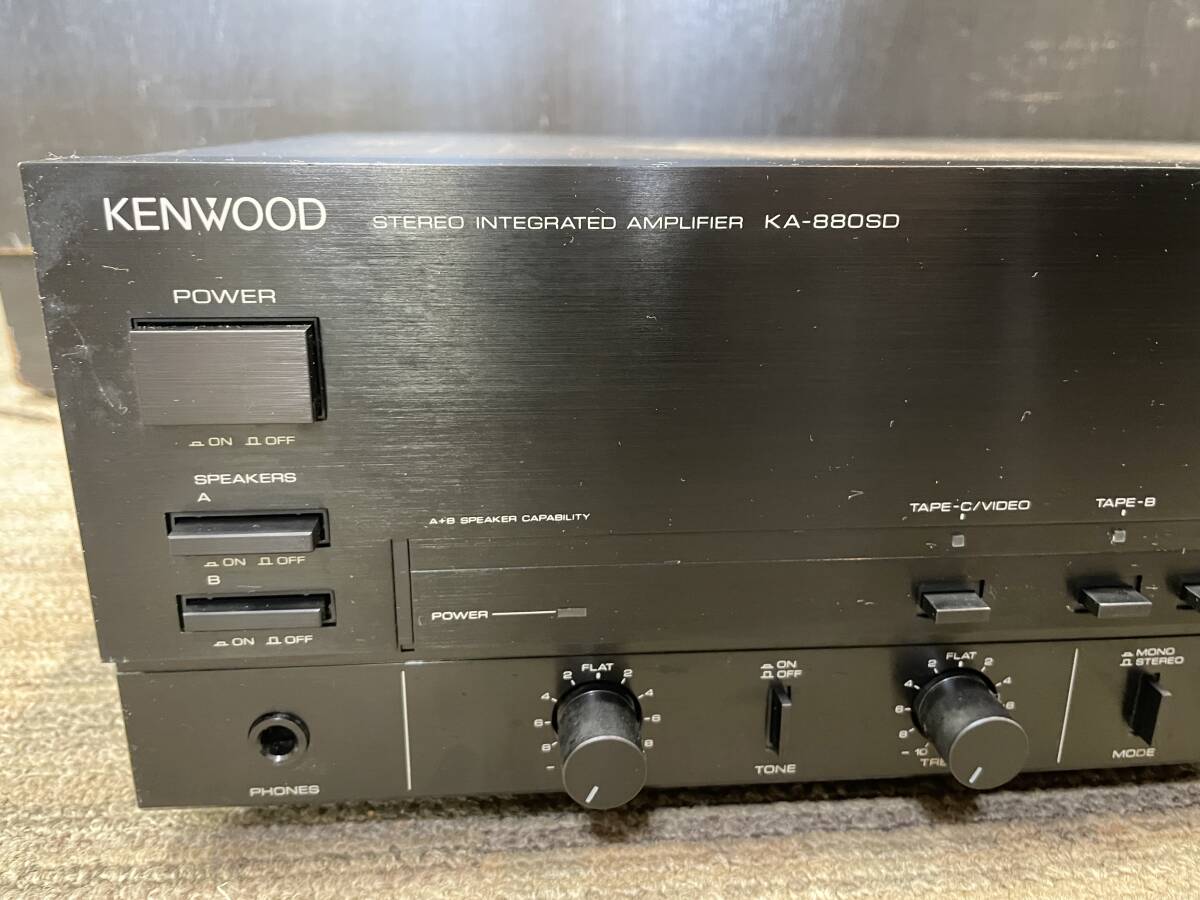 KENWOOD STEREO INTEGRATED AMPLIFIER KA-880SD
POWER
ON OFF
SPEAKERS
A
ON OFF
B
ON OFF
A+B SPEAKER CAPABILITY
POWER
TAPE-C/VIDEO
TAPE-B
PHONES
FLAT
2 2
4 4
6 6
8 8
ON
OFF
TONE
FLAT
2 2
4 4
6 6
8 8
- 10
MONO
STEREO
MODE